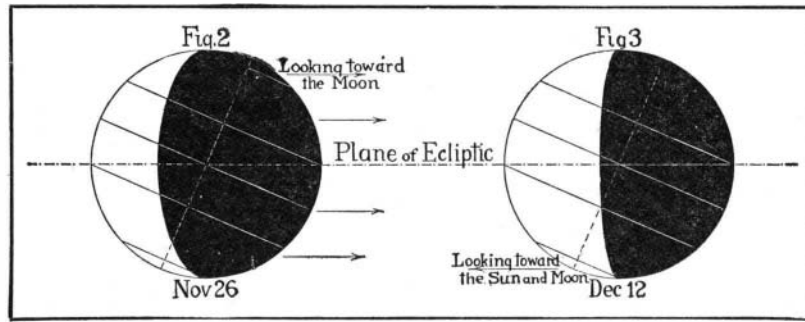 Fig.2
Fig 3
Looking toward
the Moon
Plane of Ecliptic
Looking toward
the Sun and Moon
Nov 26
Dec 12